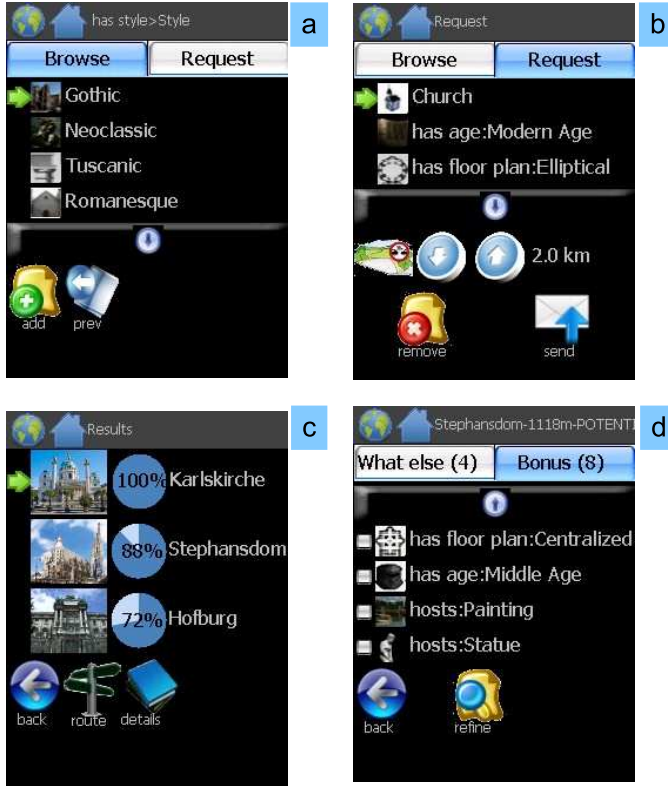 has style>Style
a
Browse
Request
Gothic
Neoclassic
Tuscanic
Romanesque
add
prev
Request
b
Browse
Request
Church
has age:Modern Age
has floor plan:Elliptical
2.0 km
remove
send
Results
c
100% Karlskirche
88% Stephansdom
72% Hofburg
back
route
details
Stephansdom-1118m-POTENTI
d
What else (4)
Bonus (8)
has floor plan:Centralized
has age:Middle Age
hosts:Painting
hosts:Statue
back
refine